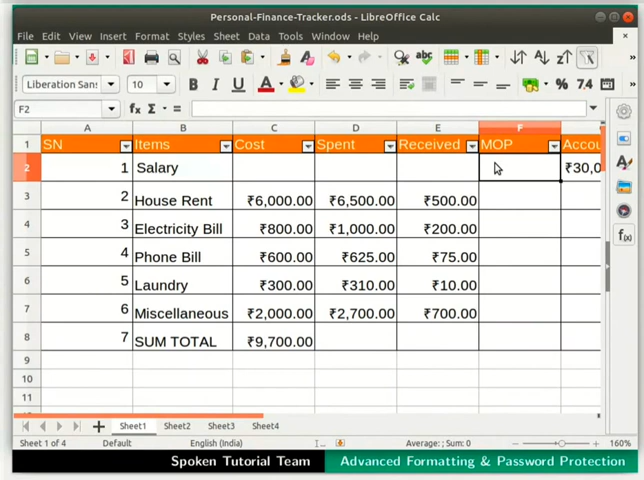 Personal-Finance-Tracker.ods - LibreOffice Calc
File Edit View Insert Format Styles Sheet Data Tools Window Help
Liberation Sans 10
F2
A B C D E F
1 SN Items Cost Spent Received MOP Accou
2 1 Salary ₹30,0
3 2 House Rent ₹6,000.00 ₹6,500.00 ₹500.00
4 3 Electricity Bill ₹800.00 ₹1,000.00 ₹200.00
5 4 Phone Bill ₹600.00 ₹625.00 ₹75.00
6 5 Laundry ₹300.00 ₹310.00 ₹10.00
7 6 Miscellaneous ₹2,000.00 ₹2,700.00 ₹700.00
8 7 SUM TOTAL ₹9,700.00
9
10
11
Sheet1 Sheet2 Sheet3 Sheet4
Sheet 1 of 4 Default English (India) Average: ; Sum: 0 160%
Spoken Tutorial Team Advanced Formatting & Password Protection